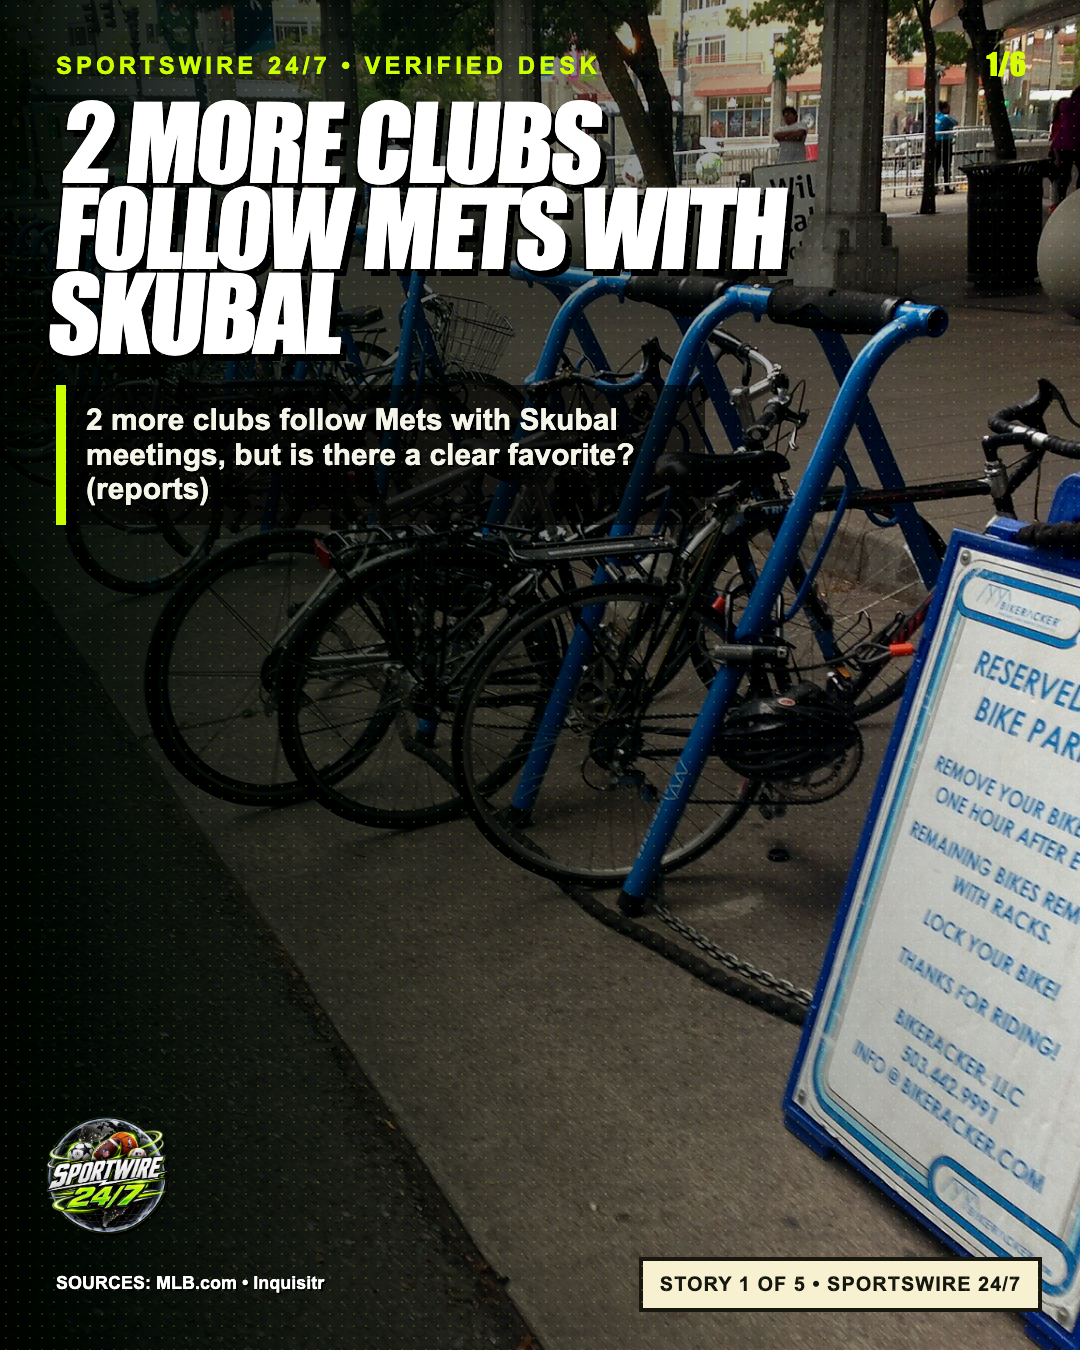 SPORTSWIRE 24/7 • VERIFIED DESK
1/6
2 MORE CLUBS
FOLLOW METS WITH
SKUBAL
2 more clubs follow Mets with Skubal
meetings, but is there a clear favorite?
(reports)
Wil
BIKERACKER
RESERVED
BIKE PAR
REMOVE YOUR BIKE
ONE HOUR AFTER E
REMAINING BIKES REM
WITH RACKS.
LOCK YOUR BIKE!
THANKS FOR RIDING!
BIKERACKER, LLC
503.442.9991
INFO @ BIKERACKER.COM
BIKERACKER
SPORTWIRE
24/7
SOURCES: MLB.com • Inquisitr
STORY 1 OF 5 • SPORTSWIRE 24/7